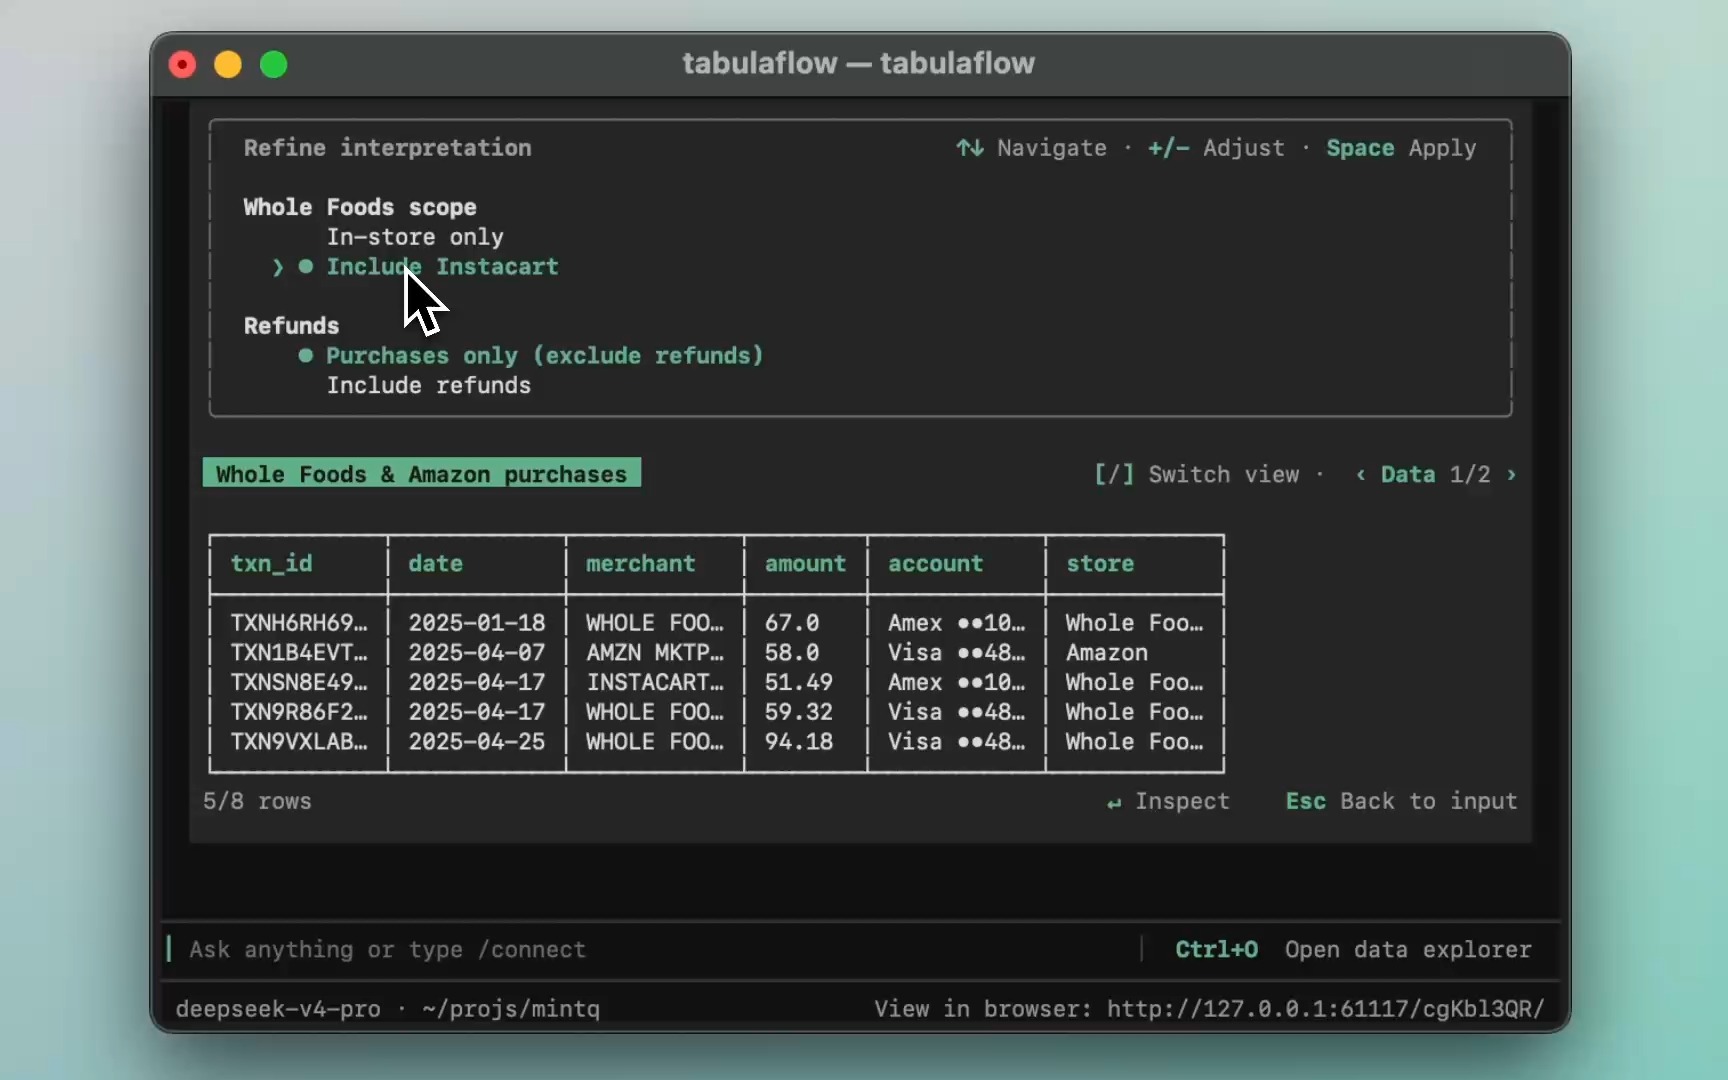 tabulaflow — tabulaflow
Refine interpretation ↑↓ Navigate · +/− Adjust · Space Apply
Whole Foods scope
In-store only
❯ ● Include Instacart
Refunds
● Purchases only (exclude refunds)
Include refunds
Whole Foods & Amazon purchases [/] Switch view · ‹ Data 1/2 ›
txn_id date merchant amount account store
TXNH6RH69… 2025-01-18 WHOLE FOO… 67.0 Amex ••10… Whole Foo…
TXN1B4EVT… 2025-04-07 AMZN MKTP… 58.0 Visa ••48… Amazon
TXNSN8E49… 2025-04-17 INSTACART… 51.49 Amex ••10… Whole Foo…
TXN9R86F2… 2025-04-17 WHOLE FOO… 59.32 Visa ••48… Whole Foo…
TXN9VXLAB… 2025-04-25 WHOLE FOO… 94.18 Visa ••48… Whole Foo…
5/8 rows ↵ Inspect Esc Back to input
Ask anything or type /connect Ctrl+O Open data explorer
deepseek-v4-pro · ~/projs/mintq View in browser: http://127.0.0.1:61117/cgKbl3QR/